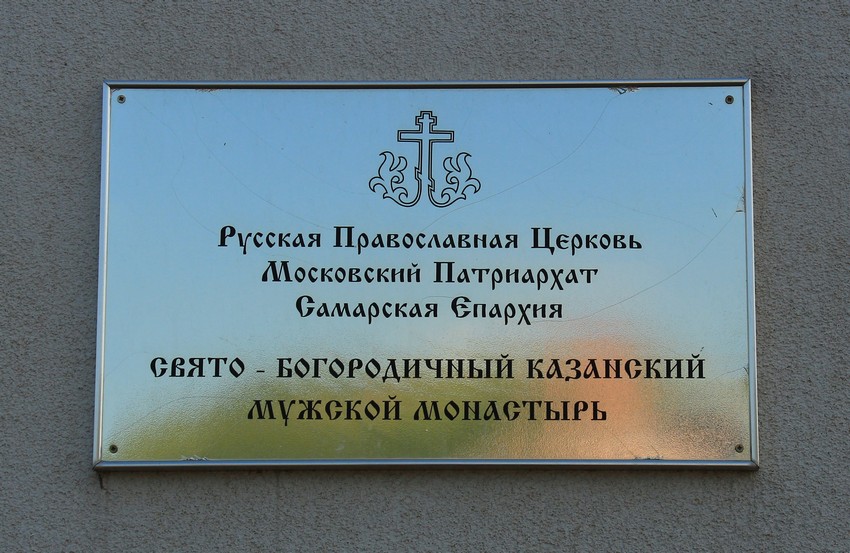 Русская Православная Церковь
Московский Патриархат
Самарская Епархия
СВЯТО - БОГОРОДИЧНЫЙ КАЗАНСКИЙ
МУЖСКОЙ МОНАСТЫРЬ